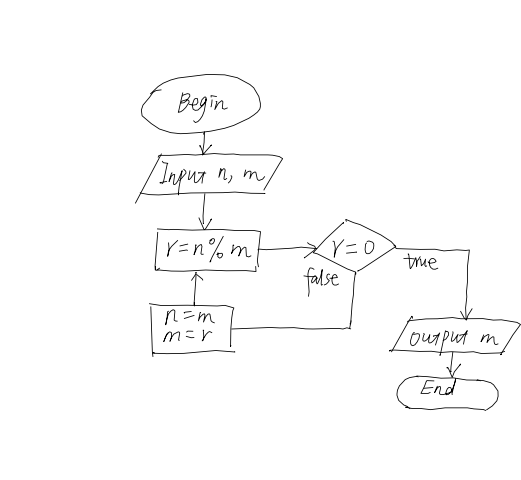 Begin
Input n, m
r=n%m
r=0
true
false
n=m
m=r
output m
End